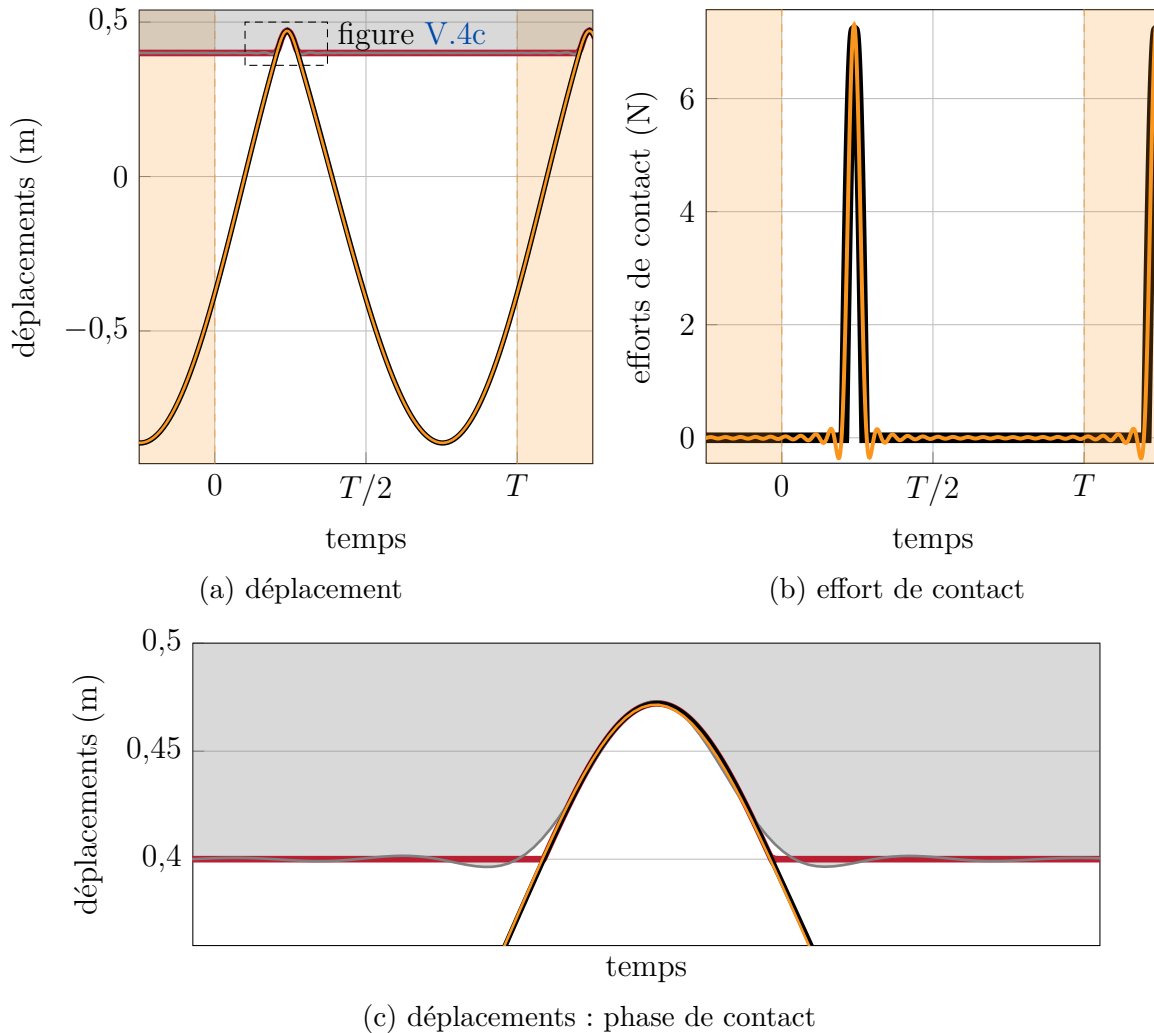 0,5
0
−0,5
déplacements (m)
figure V.4c
0
T/2
T
temps
(a) déplacement
6
4
2
0
efforts de contact (N)
0
T/2
T
temps
(b) effort de contact
0,5
0,45
0,4
déplacements (m)
temps
(c) déplacements : phase de contact